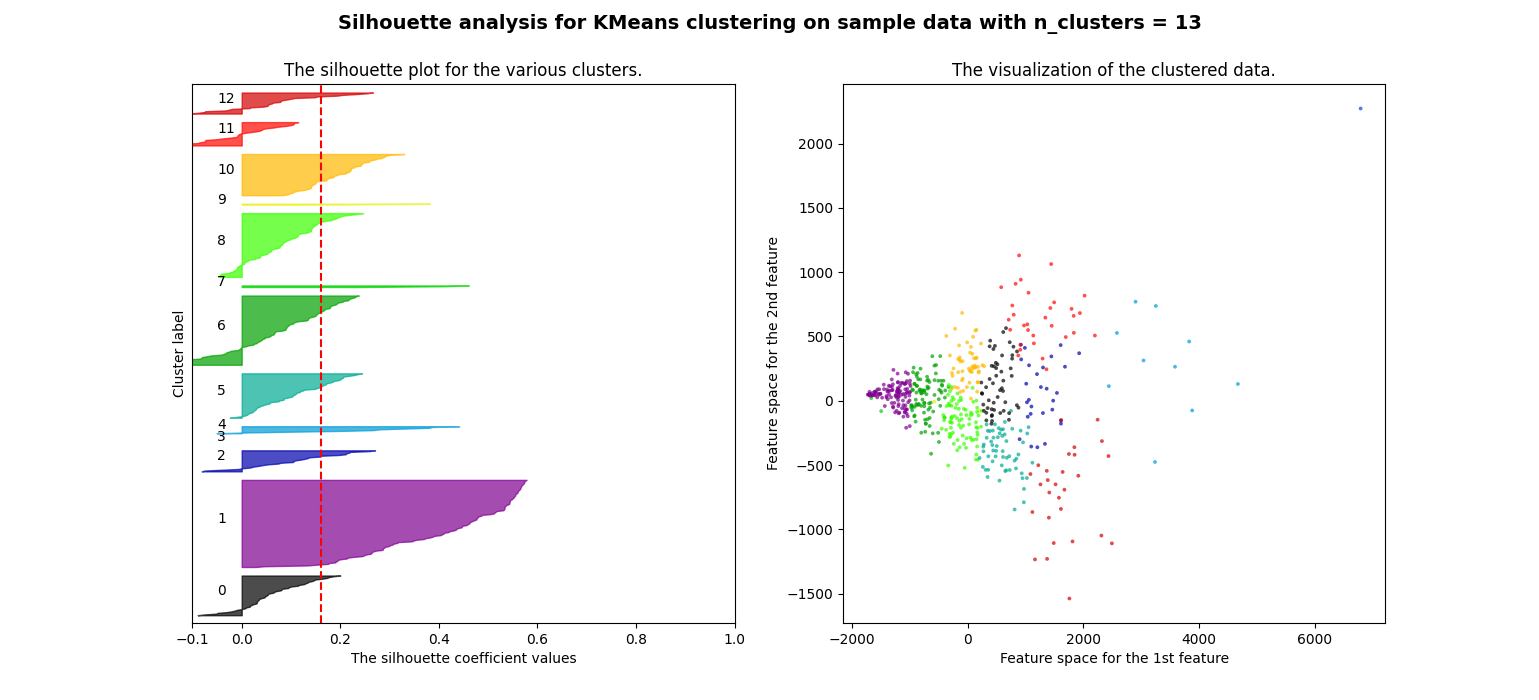 Silhouette analysis for KMeans clustering on sample data with n_clusters = 13
The silhouette plot for the various clusters.
12
11
10
9
8
7
6
5
4
3
2
1
0
Cluster label
−0.1 0.0 0.2 0.4 0.6 0.8 1.0
The silhouette coefficient values
The visualization of the clustered data.
2000
1500
1000
500
0
−500
−1000
−1500
Feature space for the 2nd feature
−2000 0 2000 4000 6000
Feature space for the 1st feature